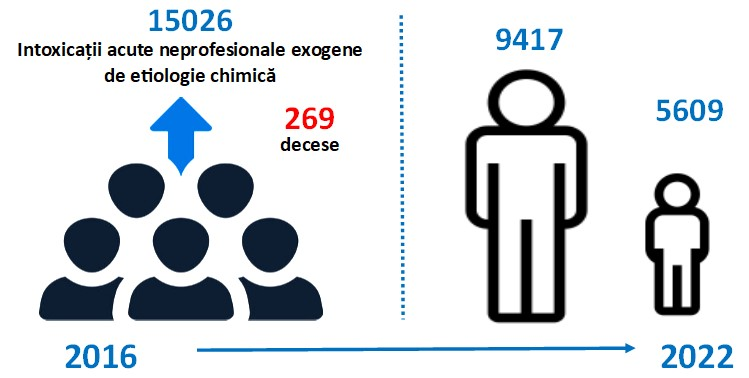 15026
Intoxicații acute neprofesionale exogene
de etiologie chimică
269
decese
9417
5609
2016
2022